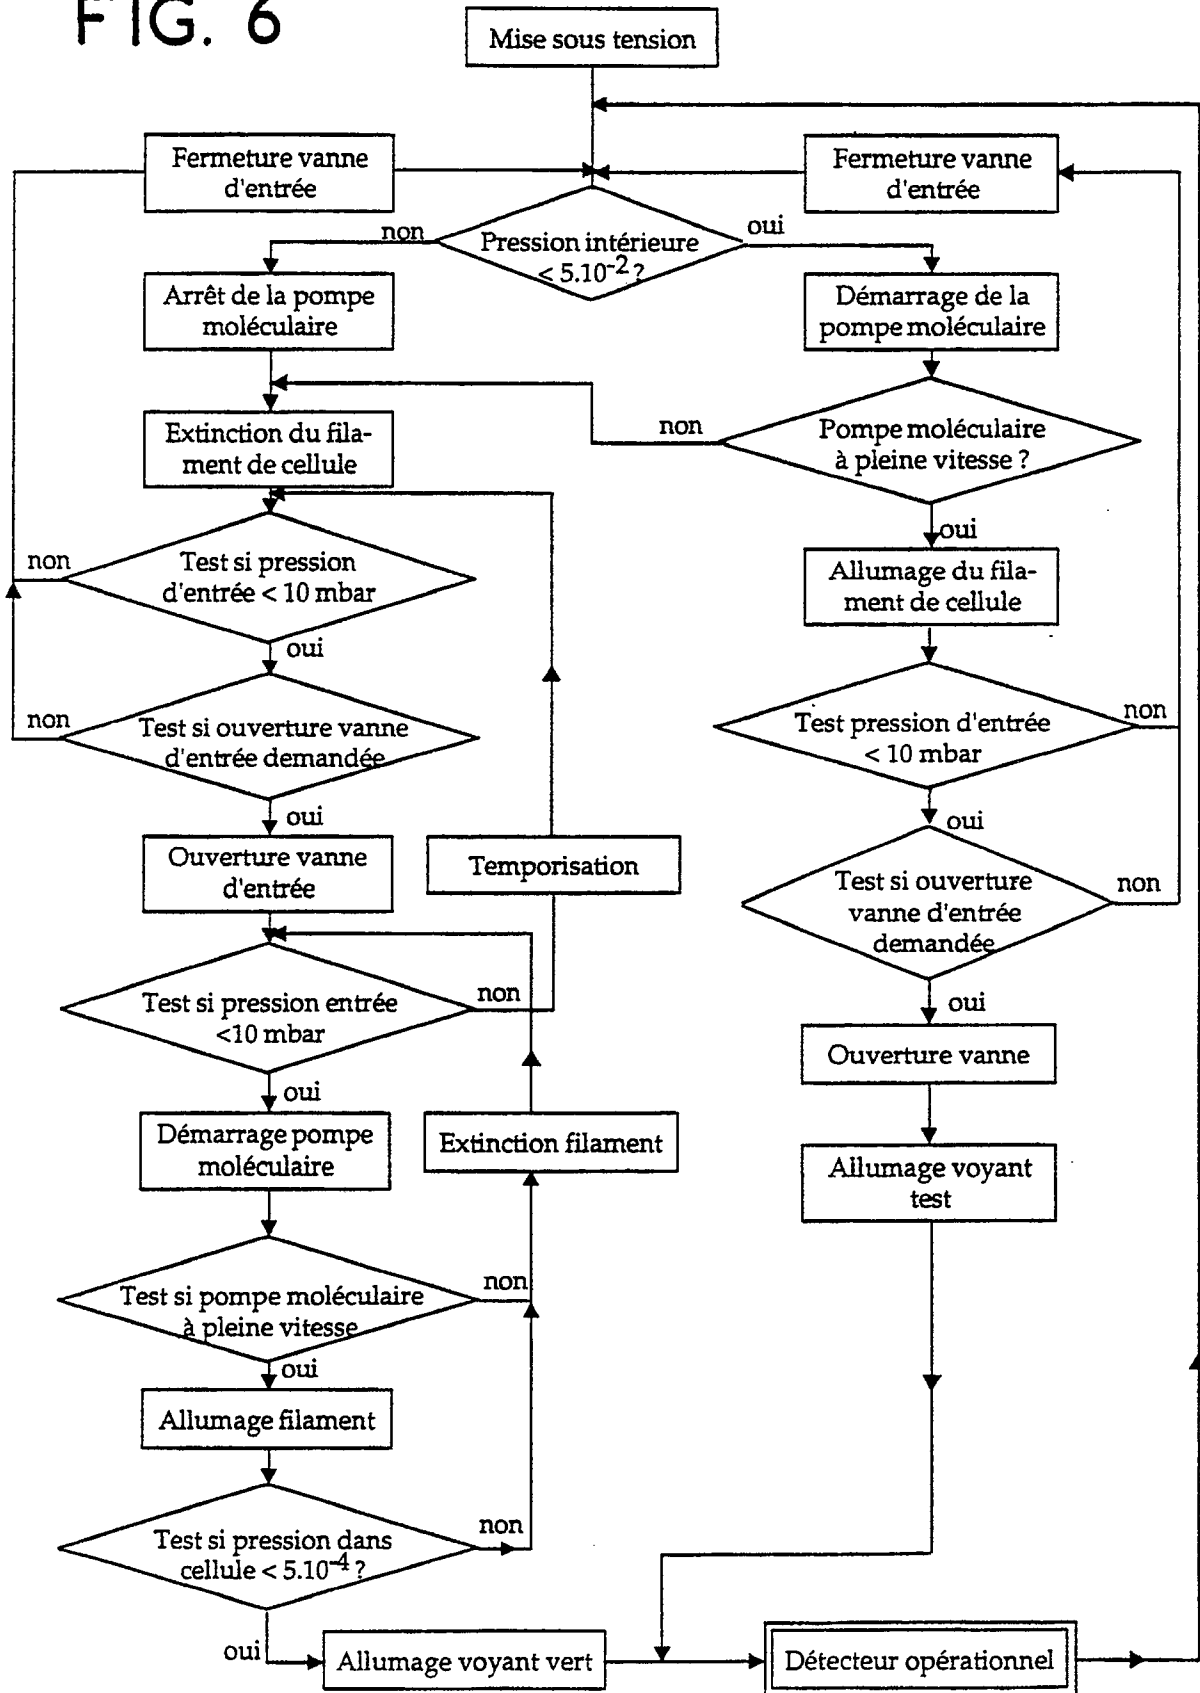 FIG. 6
Mise sous tension
Fermeture vanne
d'entrée
Fermeture vanne
d'entrée
non
Pression intérieure
< 5.10⁻² ?
oui
Arrêt de la pompe
moléculaire
Démarrage de la
pompe moléculaire
Extinction du fila-
ment de cellule
non
Pompe moléculaire
à pleine vitesse ?
oui
non
Test si pression
d'entrée < 10 mbar
oui
Allumage du fila-
ment de cellule
non
Test si ouverture vanne
d'entrée demandée
oui
Test pression d'entrée
< 10 mbar
non
oui
Ouverture vanne
d'entrée
Temporisation
Test si ouverture
vanne d'entrée
demandée
non
oui
Test si pression entrée
<10 mbar
non
oui
Ouverture vanne
Démarrage pompe
moléculaire
Extinction filament
Allumage voyant
test
Test si pompe moléculaire
à pleine vitesse
non
oui
Allumage filament
Test si pression dans
cellule < 5.10⁻⁴ ?
non
oui
Allumage voyant vert
Détecteur opérationnel